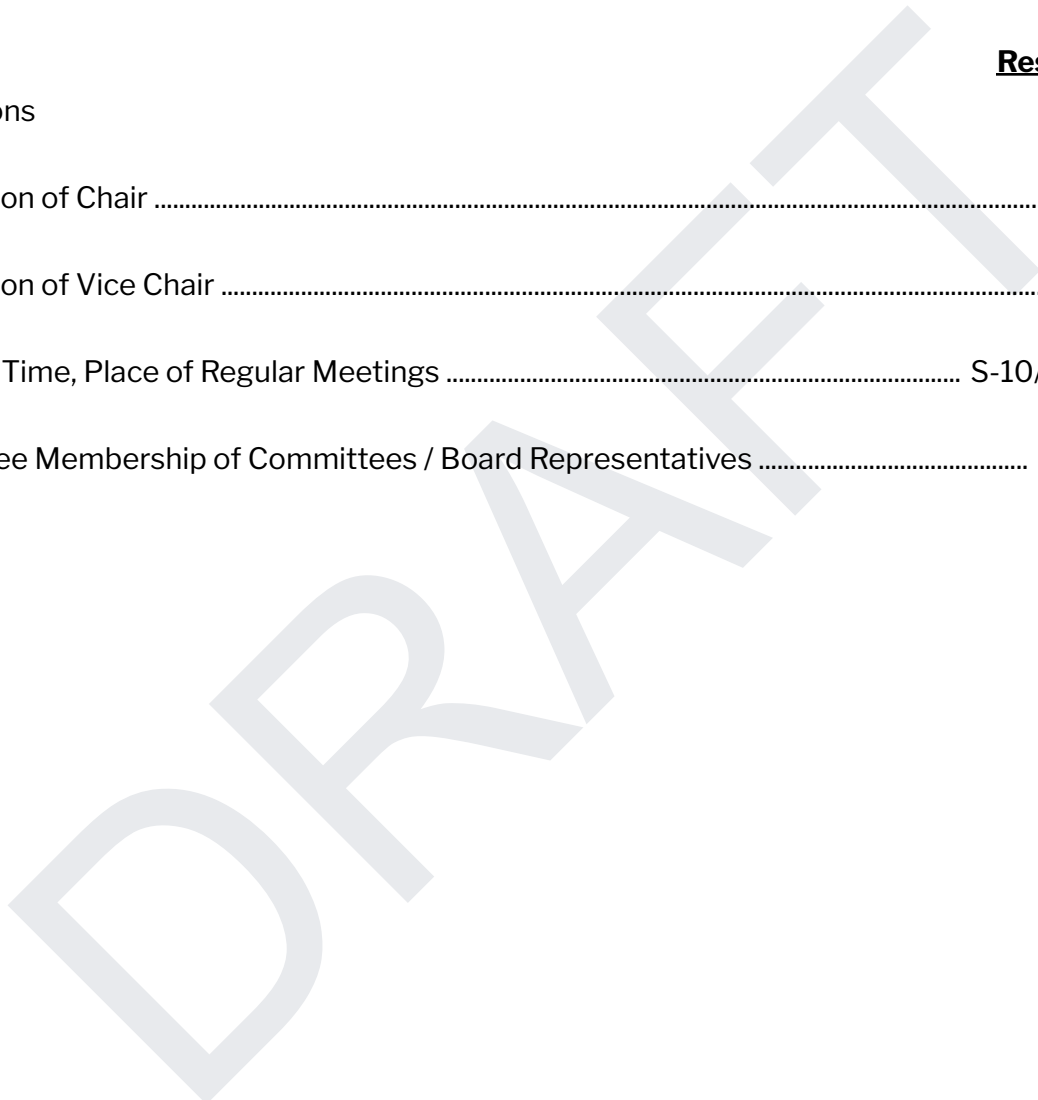 Res
ons
on of Chair ........................................................................................................................................
on of Vice Chair ........................................................................................................................
Time, Place of Regular Meetings .................................................................................... S-10/
ee Membership of Committees / Board Representatives ............................................
DRAFT